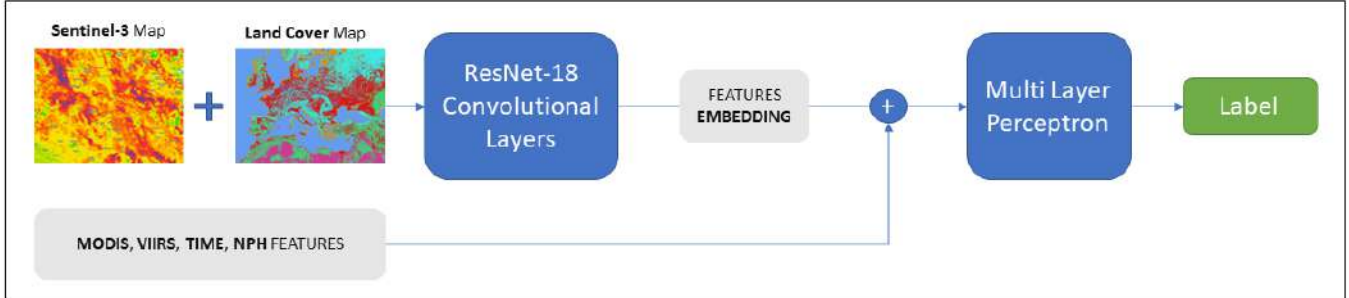 Sentinel-3 Map
Land Cover Map
+
ResNet-18
Convolutional
Layers
FEATURES
EMBEDDING
+
Multi Layer
Perceptron
Label
MODIS, VIIRS, TIME, NPH FEATURES